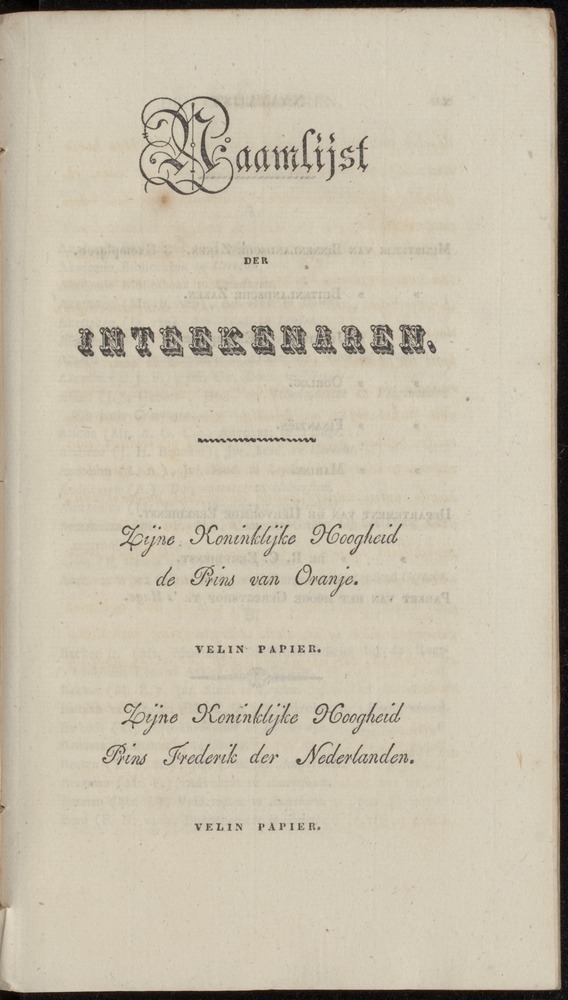 Naamlijst
DER
INTEEKENAREN.
Zijne Koninklijke Hoogheid
de Prins van Oranje.
VELIN PAPIER.
Zijne Koninklijke Hoogheid
Prins Frederik der Nederlanden.
VELIN PAPIER.